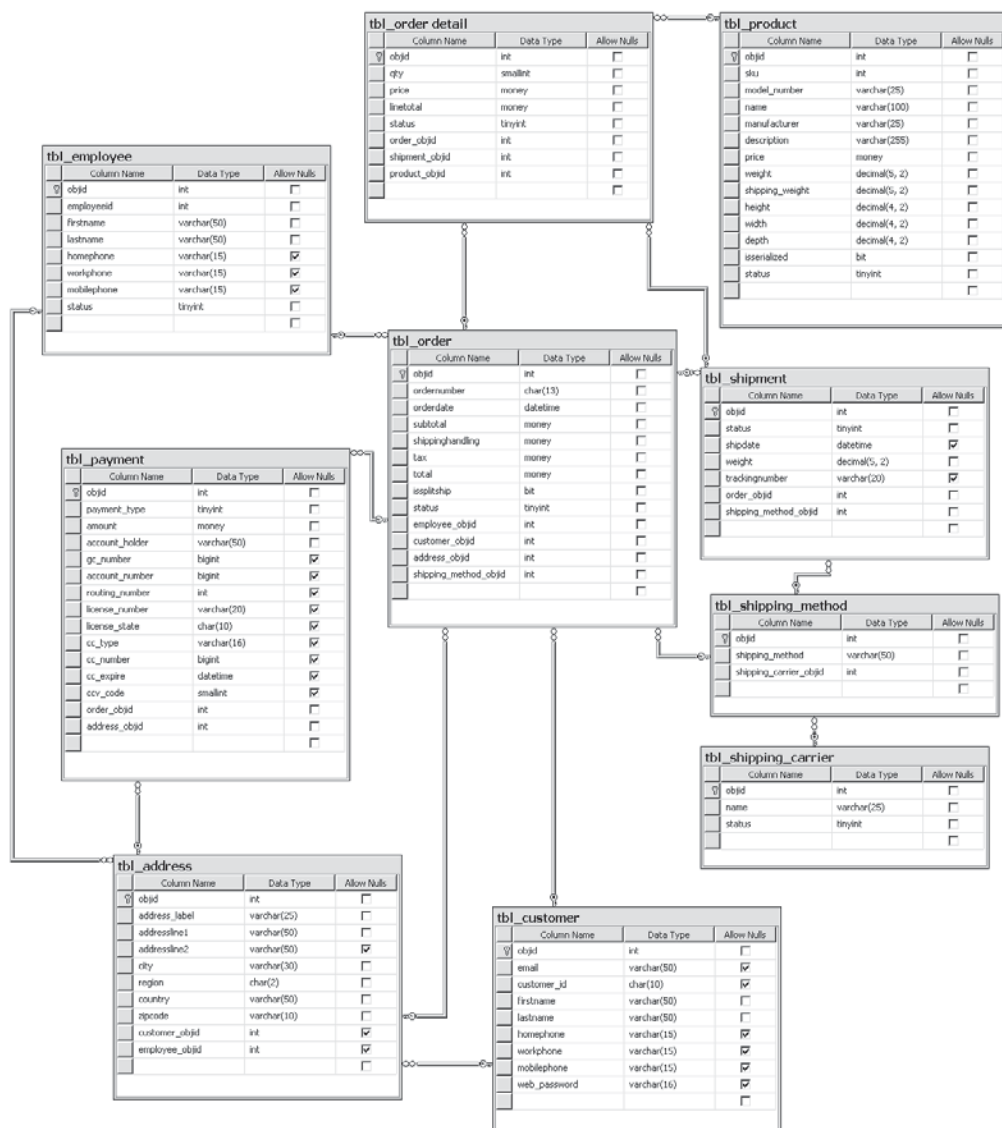 tbl_order detail
Column Name Data Type Allow Nulls
objid int
qty smallint
price money
linetotal money
status tinyint
order_objid int
shipment_objid int
product_objid int
tbl_product
Column Name Data Type Allow Nulls
objid int
sku int
model_number varchar(25)
name varchar(100)
manufacturer varchar(25)
description varchar(255)
price money
weight decimal(5, 2)
shipping_weight decimal(5, 2)
height decimal(4, 2)
width decimal(4, 2)
depth decimal(4, 2)
isserialized bit
status tinyint
tbl_employee
Column Name Data Type Allow Nulls
objid int
employeeid int
firstname varchar(50)
lastname varchar(50)
homephone varchar(15)
workphone varchar(15)
mobilephone varchar(15)
status tinyint
tbl_order
Column Name Data Type Allow Nulls
objid int
ordernumber char(13)
orderdate datetime
subtotal money
shippinghandling money
tax money
total money
issplitship bit
status tinyint
employee_objid int
customer_objid int
address_objid int
shipping_method_objid int
tbl_shipment
Column Name Data Type Allow Nulls
objid int
status tinyint
shipdate datetime
weight decimal(5, 2)
trackingnumber varchar(20)
order_objid int
shipping_method_objid int
tbl_payment
Column Name Data Type Allow Nulls
objid int
payment_type tinyint
amount money
account_holder varchar(50)
gc_number bigint
account_number bigint
routing_number int
license_number varchar(20)
license_state char(10)
cc_type varchar(16)
cc_number bigint
cc_expire datetime
ccv_code smallint
order_objid int
address_objid int
tbl_shipping_method
Column Name Data Type Allow Nulls
objid int
shipping_method varchar(50)
shipping_carrier_objid int
tbl_shipping_carrier
Column Name Data Type Allow Nulls
objid int
name varchar(25)
status tinyint
tbl_address
Column Name Data Type Allow Nulls
objid int
address_label varchar(25)
addressline1 varchar(50)
addressline2 varchar(50)
city varchar(30)
region char(2)
country varchar(50)
zipcode varchar(10)
customer_objid int
employee_objid int
tbl_customer
Column Name Data Type Allow Nulls
objid int
email varchar(50)
customer_id char(10)
firstname varchar(50)
lastname varchar(50)
homephone varchar(15)
workphone varchar(15)
mobilephone varchar(15)
web_password varchar(16)